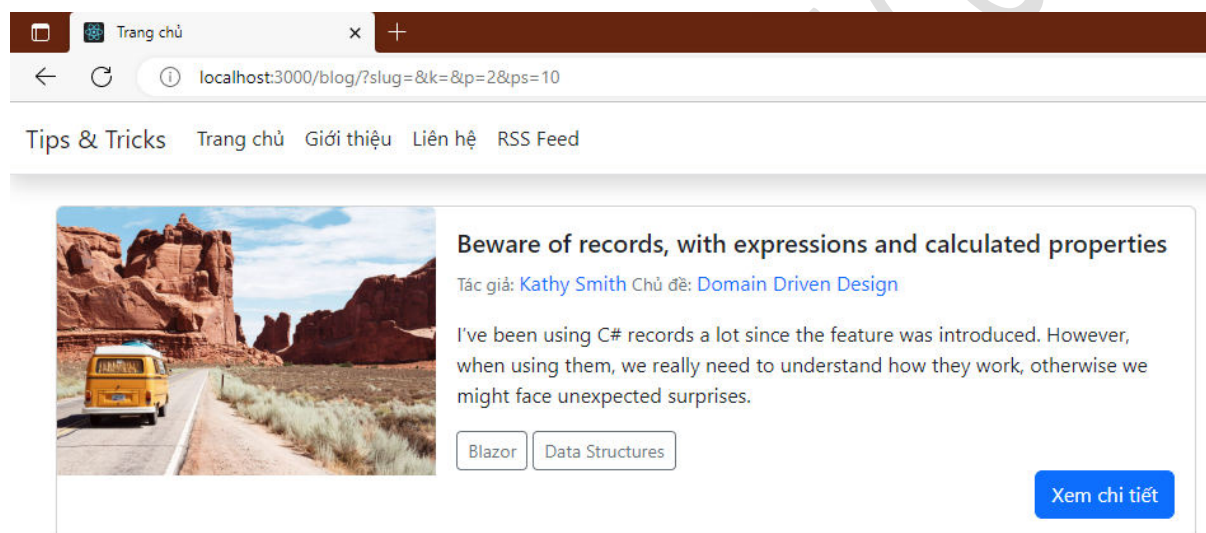 Trang chủ
localhost:3000/blog/?slug=&k=&p=2&ps=10
Tips & Tricks Trang chủ Giới thiệu Liên hệ RSS Feed
Beware of records, with expressions and calculated properties
Tác giả: Kathy Smith Chủ đề: Domain Driven Design
I've been using C# records a lot since the feature was introduced. However,
when using them, we really need to understand how they work, otherwise we
might face unexpected surprises.
Blazor Data Structures
Xem chi tiết